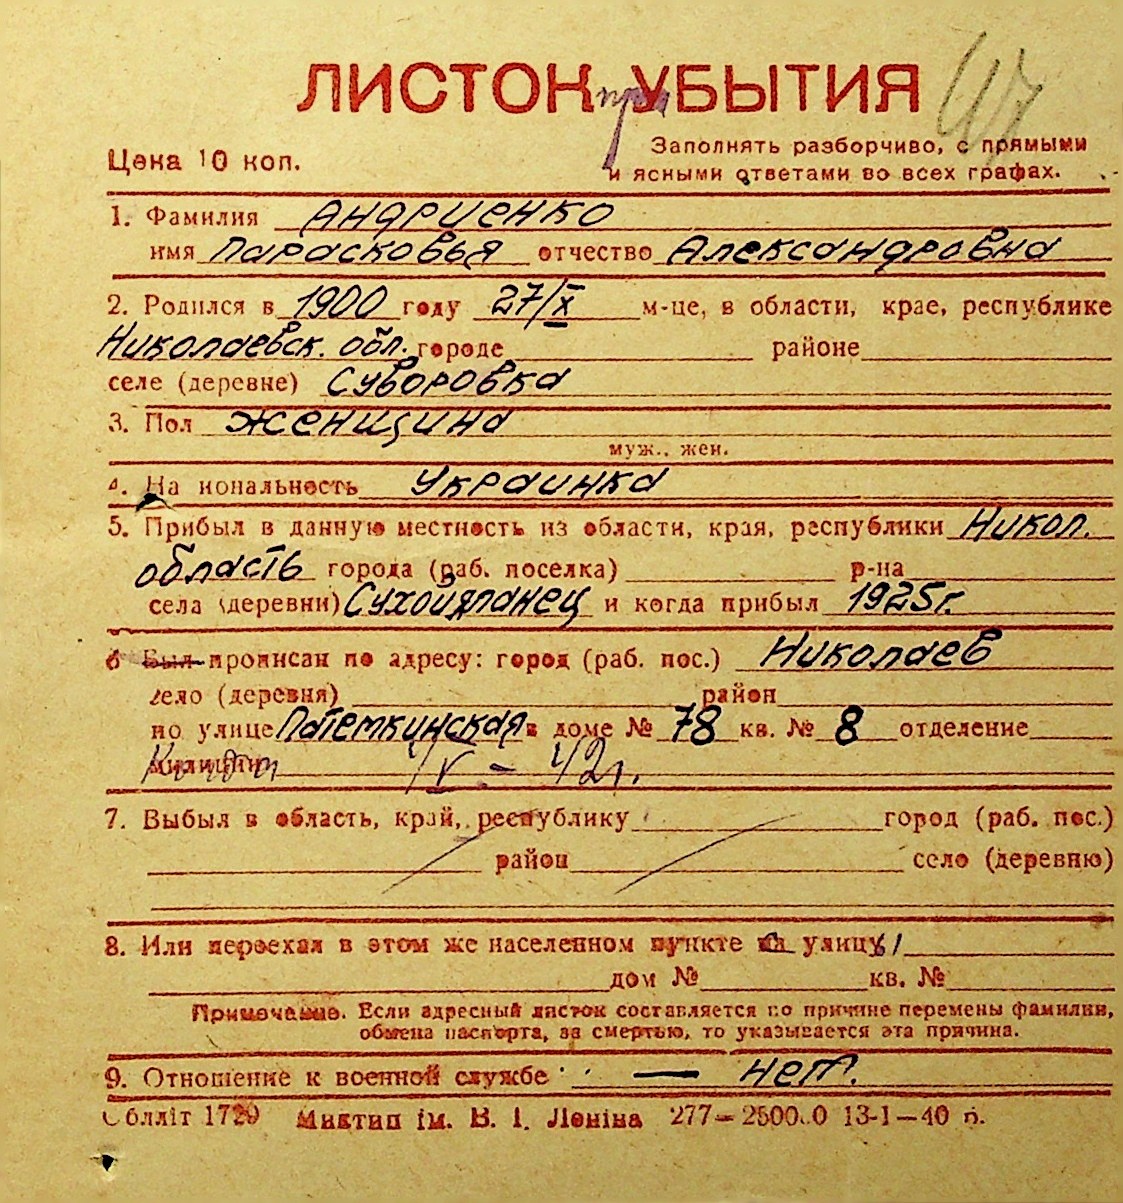 ЛИСТОК УБЫТИЯ
Цена 10 коп.
Заполнять разборчиво, с прямыми
и ясными ответами во всех графах.
1. Фамилия Андриенко
имя Парасковья отчество Александровна
2. Родился в 1900 году 27/X м-це, в области, крае, республике
Николаевск. обл. городе районе
селе (деревне) Суворовка
3. Пол женщина
муж., жен.
4. На иональность Украинка
5. Прибыл в данную местность из области, края, республики Никол.
область города (раб. поселка) р-на
села (деревни) Сухойяланец и когда прибыл 1925 г.
6 Был прописан по адресу: город (раб. пос.) Николаев
село (деревня) район
по улице Патемкинская в доме № 78 кв. № 8 отделение
милиции IV - 42 г.
7. Выбыл в область, край, республику город (раб. пос.)
район село (деревню)
8. Или переехал в этом же населенном пункте на улицу
дом № кв. №
Примечание. Если адресный листок составляется по причине перемены фамилии,
обмена паспорта, за смертью, то указывается эта причина.
9. Отношение к военной службе — нет.
Облліт 1729 Миктип ім. В. І. Леніна 277—250000 13-1—40 п.